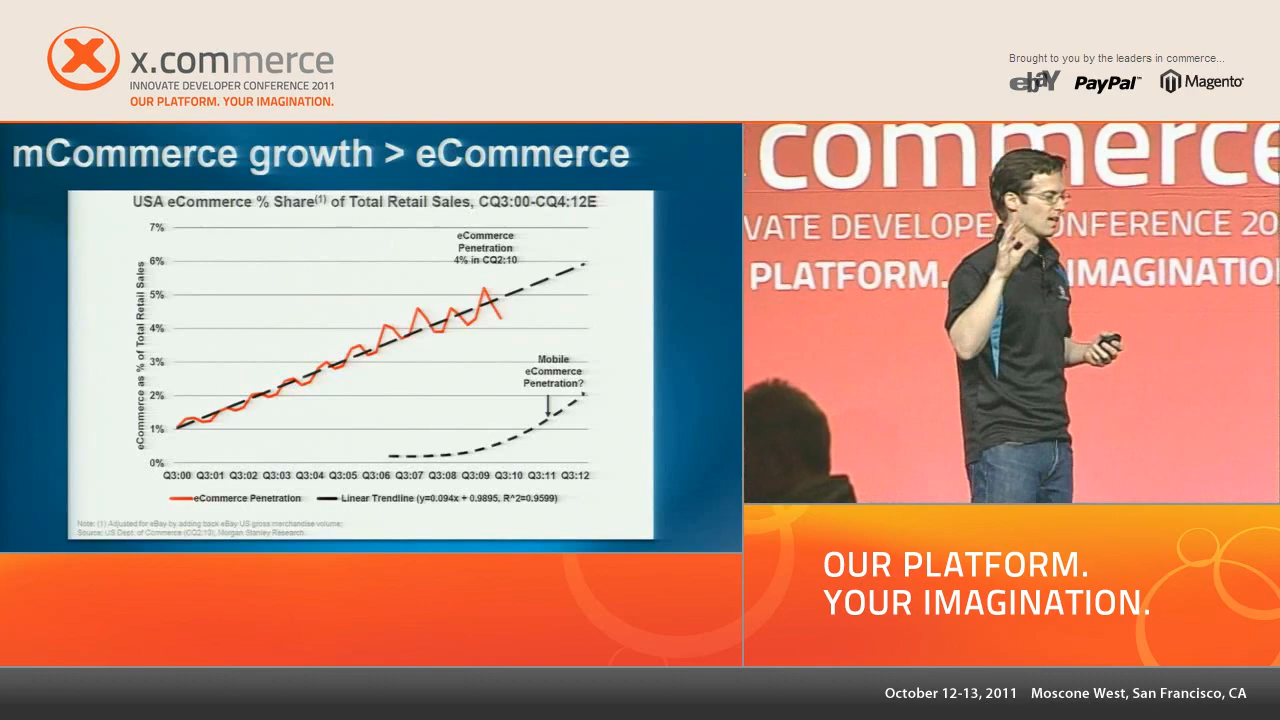 x.commerce
INNOVATE DEVELOPER CONFERENCE 2011
OUR PLATFORM. YOUR IMAGINATION.
Brought to you by the leaders in commerce...
ebaY
PayPal™
Magento®
mCommerce growth > eCommerce
USA eCommerce % Share(1) of Total Retail Sales, CQ3:00-CQ4:12E
eCommerce as % of Total Retail Sales
7%
6%
5%
4%
3%
2%
1%
0%
eCommerce
Penetration
4% in CQ2:10
Mobile
eCommerce
Penetration?
Q3:00 Q3:01 Q3:02 Q3:03 Q3:04 Q3:05 Q3:06 Q3:07 Q3:08 Q3:09 Q3:10 Q3:11 Q3:12
eCommerce Penetration
Linear Trendline (y=0.094x + 0.9895, R^2=0.9599)
Note: (1) Adjusted for eBay by adding back eBay US gross merchandise volume;
Source: US Dept. of Commerce (CQ2:10), Morgan Stanley Research.
commerce
VATE DEVELOPE ONFERENCE 20
PLATFORM. IMAGINATIO
OUR PLATFORM.
YOUR IMAGINATION.
October 12-13, 2011 Moscone West, San Francisco, CA